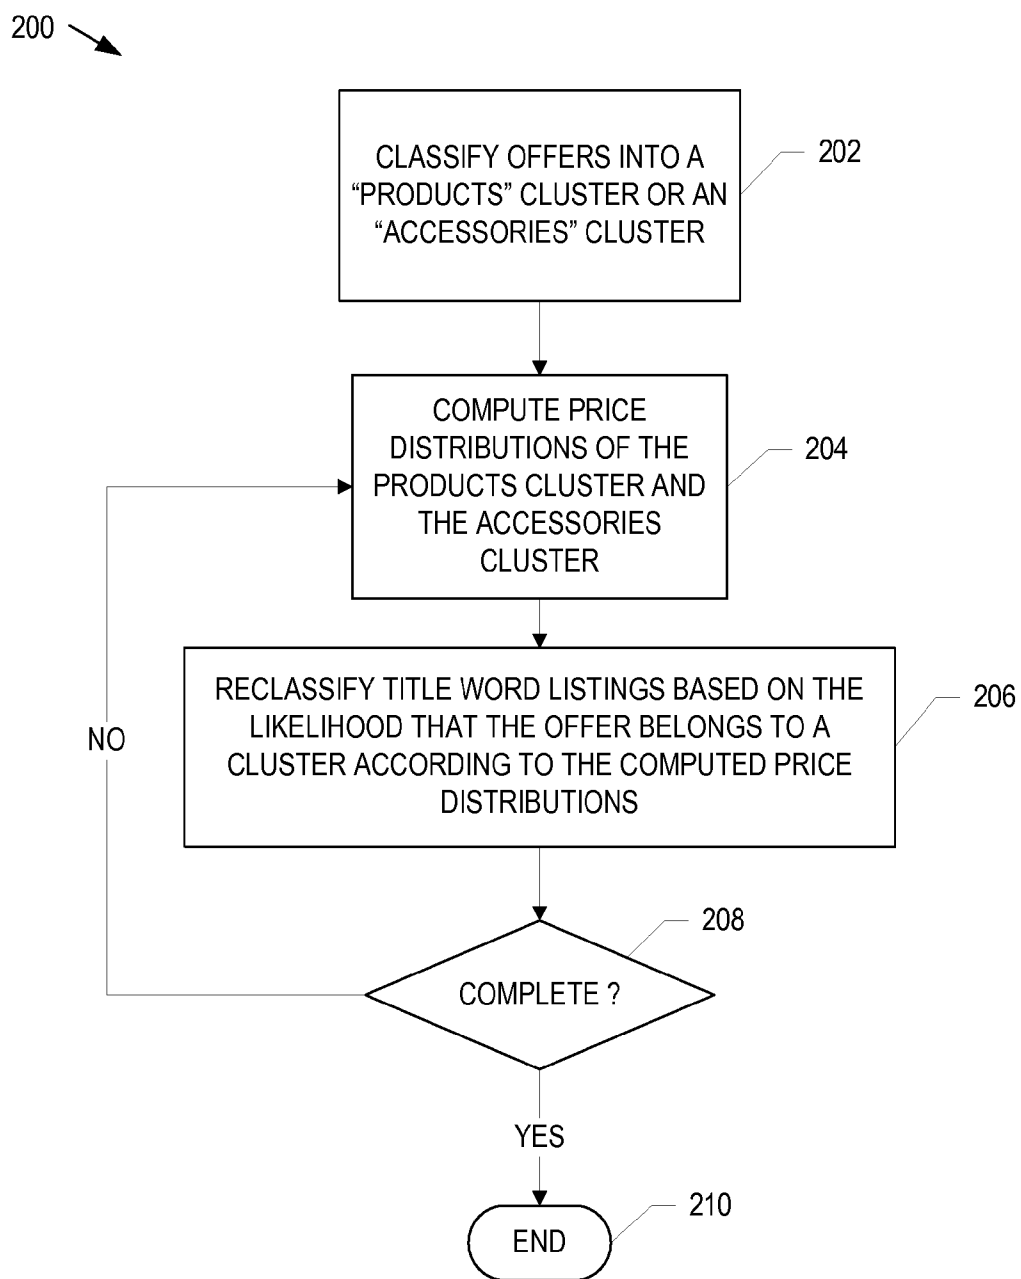 200
CLASSIFY OFFERS INTO A
“PRODUCTS” CLUSTER OR AN
“ACCESSORIES” CLUSTER
202
COMPUTE PRICE
DISTRIBUTIONS OF THE
PRODUCTS CLUSTER AND
THE ACCESSORIES
CLUSTER
204
RECLASSIFY TITLE WORD LISTINGS BASED ON THE
LIKELIHOOD THAT THE OFFER BELONGS TO A
CLUSTER ACCORDING TO THE COMPUTED PRICE
DISTRIBUTIONS
206
NO
COMPLETE ?
208
YES
END
210